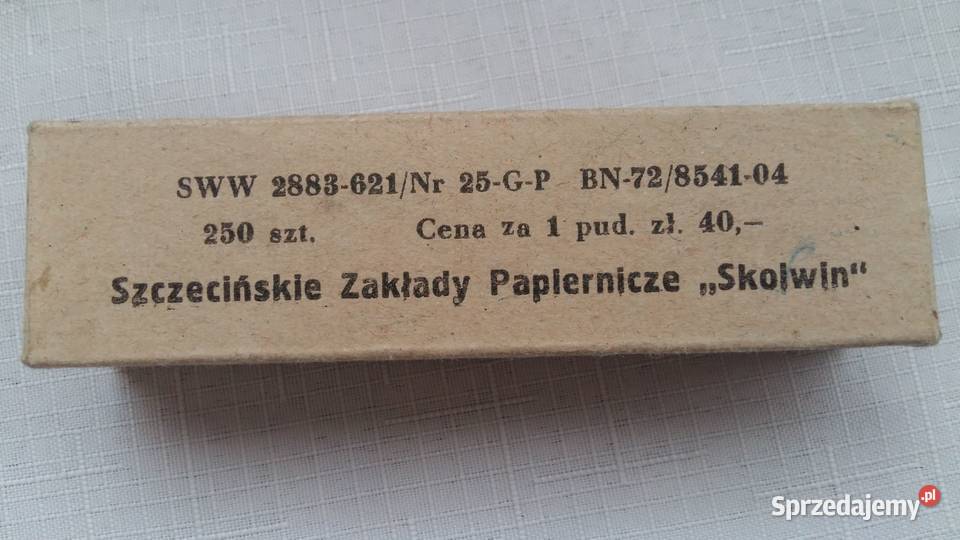 SWW 2883-621/Nr 25-G-P BN-72/8541-04
250 szt. Cena za 1 pud. zł. 40,—
Szczecińskie Zakłady Papiernicze „Skolwin“
Sprzedajemy.pl